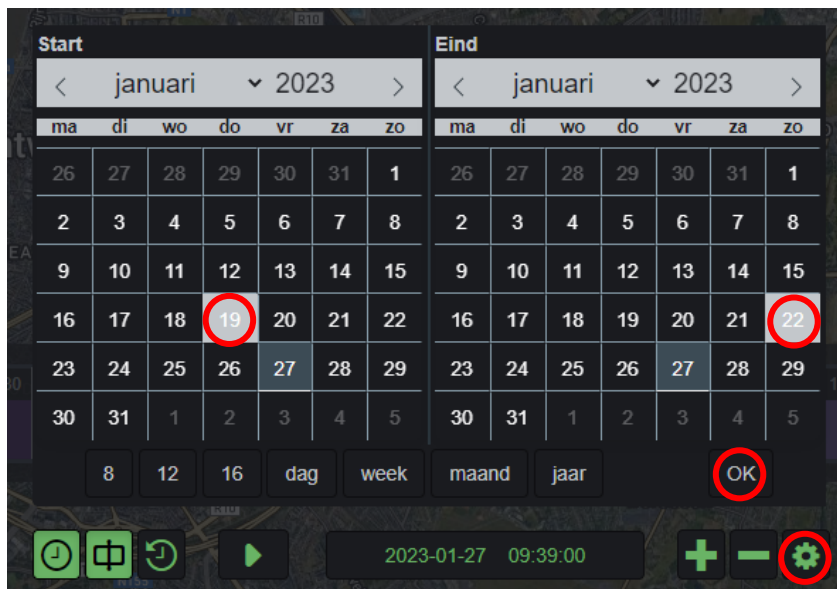 R10
Start Eind
januari 2023 januari 2023
ma di wo do vr za zo ma di wo do vr za zo
26 27 28 29 30 31 1 26 27 28 29 30 31 1
2 3 4 5 6 7 8 2 3 4 5 6 7 8
9 10 11 12 13 14 15 9 10 11 12 13 14 15
16 17 18 19 20 21 22 16 17 18 19 20 21 22
23 24 25 26 27 28 29 23 24 25 26 27 28 29
30 31 1 2 3 4 5 30 31 1 2 3 4 5
8 12 16 dag week maand jaar OK
R10
2023-01-27 09:39:00